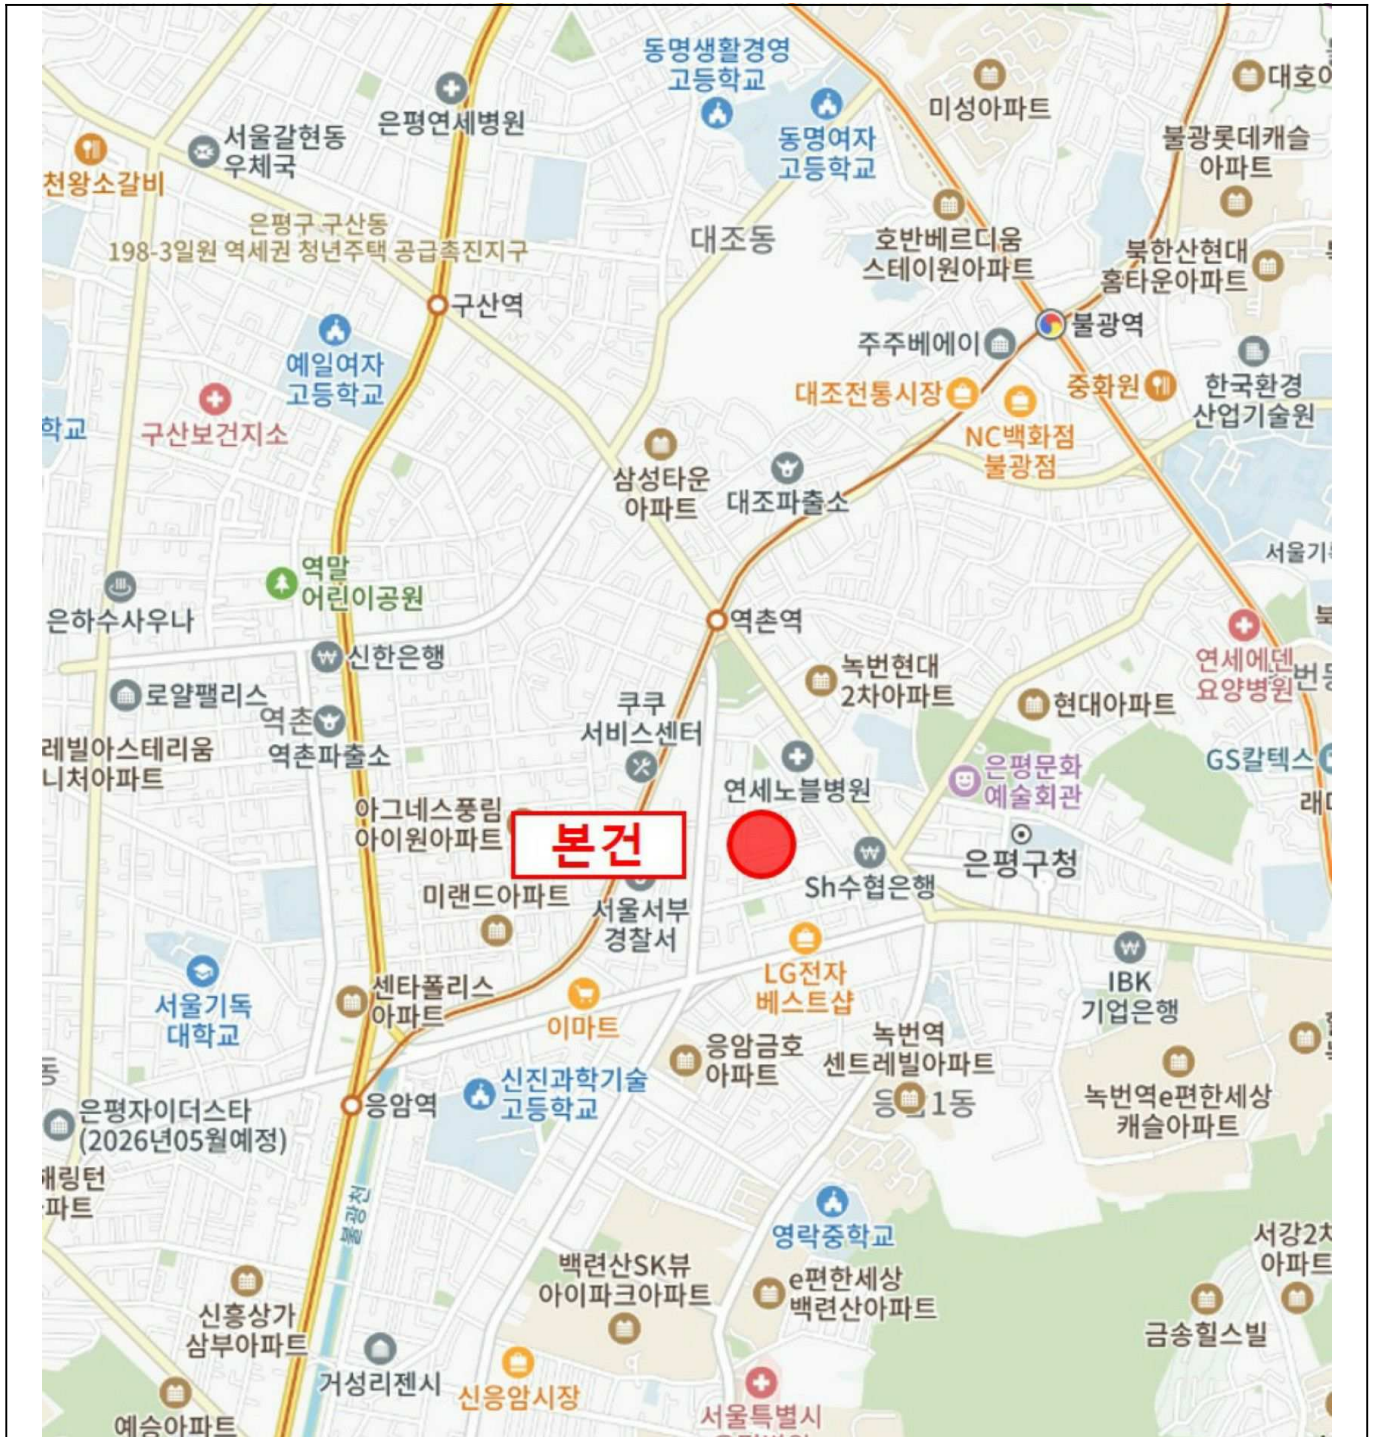 동명생활경영
고등학교
동명여자
고등학교
미성아파트
대호
불광롯데캐슬
아파트
은평연세병원
서울갈현동
우체국
천왕소갈비
은평구 구산동
198-3일원 역세권 청년주택 공급촉진지구
대조동
호반베르디움
스테이원아파트
북한산현대
홈타운아파트
구산역
불광역
주주베에이
예일여자
고등학교
대조전통시장
중화원
한국환경
산업기술원
학교
구산보건지소
NC백화점
불광점
삼성타운
아파트
대조파출소
서울기
역말
어린이공원
은하수사우나
역촌역
신한은행
녹번현대
2차아파트
연세에덴
요양병원
번동
로얄팰리스
현대아파트
역촌
역촌파출소
쿠쿠
서비스센터
레빌아스테리움
니처아파트
연세노블병원
은평문화
예술회관
GS칼텍스
래미
아그네스풍림
아이원아파트
본건
은평구청
Sh수협은행
미랜드아파트
서울서부
경찰서
LG전자
베스트샵
IBK
기업은행
서울기독
대학교
센타폴리스
아파트
이마트
응암금호
아파트
녹번역
센트레빌아파트
신진과학기술
고등학교
응암역
응암1동
녹번역e편한세상
캐슬아파트
동
은평자이더스타
(2026년05월예정)
해링턴
파트
불광천
영락중학교
서강2차
아파트
백련산SK뷰
아이파크아파트
e편한세상
백련산아파트
신흥상가
삼부아파트
금송힐스빌
거성리젠시
신응암시장
서울특별시
예승아파트